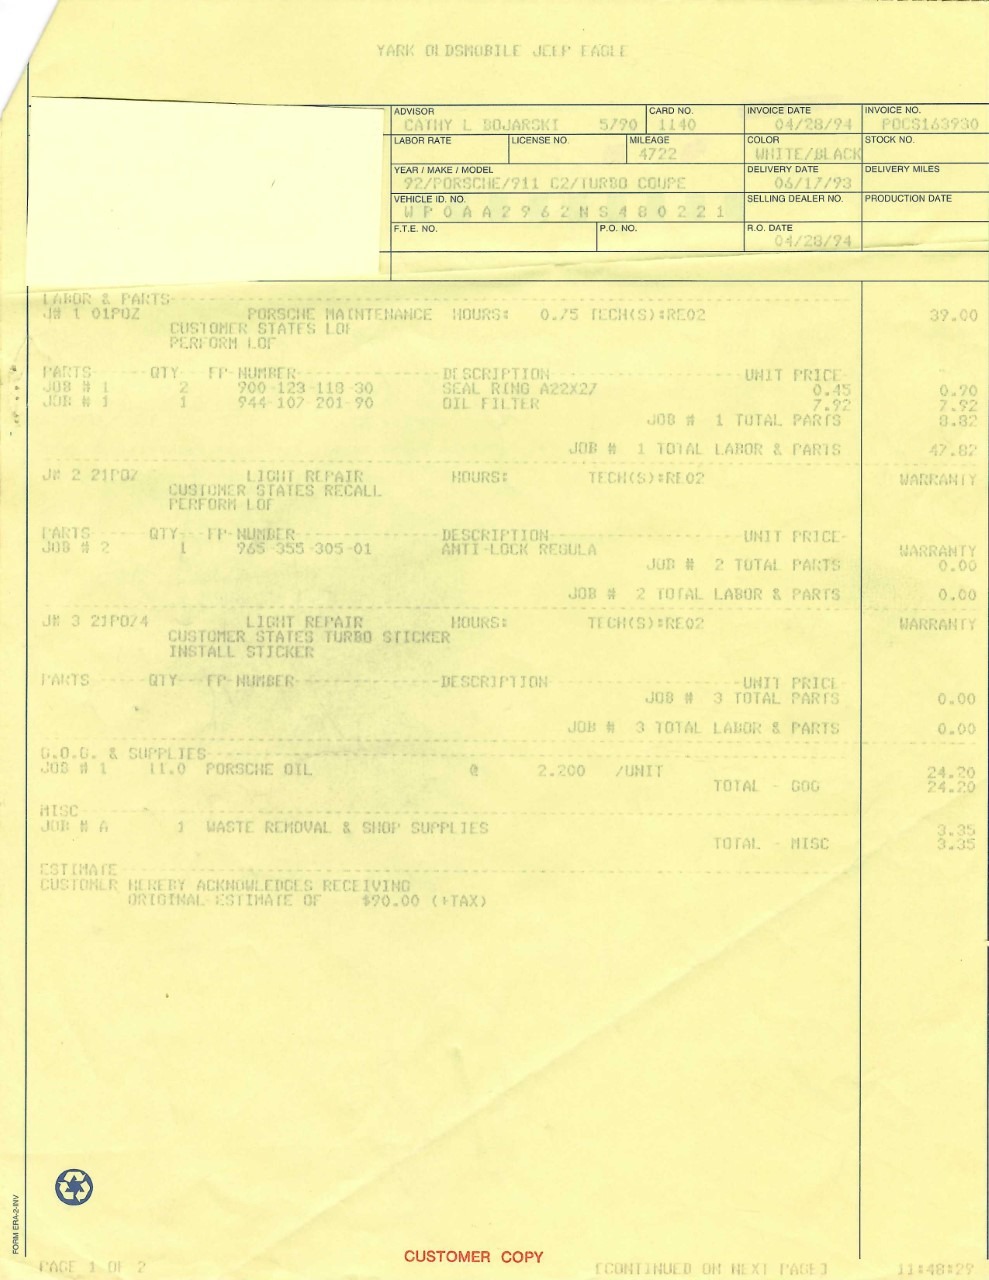 YARK OLDSMOBILE JEEP EAGLE
ADVISOR CARD NO. INVOICE DATE INVOICE NO.
CATHY L BOJARSKI 5790 1140 04/28/94 POCS163930
LABOR RATE LICENSE NO. MILEAGE COLOR STOCK NO.
4722 WHITE/BLACK
YEAR / MAKE / MODEL DELIVERY DATE DELIVERY MILES
92/PORSCHE/911 C2/TURBO COUPE 06/17/93
VEHICLE ID. NO. SELLING DEALER NO. PRODUCTION DATE
W P 0 A A 2 9 6 2 N S 4 8 0 2 2 1
F.T.E. NO. P.O. NO. R.O. DATE
04/28/94
LABOR & PARTS
J# 1 01POZ PORSCHE MAINTENANCE HOURS: 0.75 TECH(S):RE02 39.00
CUSTOMER STATES LOF
PERFORM LOF
PARTS------QTY---FP-NUMBER---------------DESCRIPTION--------------------UNIT PRICE-
JOB # 1 2 900-123-118-30 SEAL RING A22X27 0.45 0.90
JOB # 1 1 944-107-201-90 OIL FILTER 7.92 7.92
JOB # 1 TOTAL PARTS 8.82
JOB # 1 TOTAL LABOR & PARTS 47.82
J# 2 21POZ LIGHT REPAIR HOURS: TECH(S):RE02 WARRANTY
CUSTOMER STATES RECALL
PERFORM LOF
PARTS------QTY---FP-NUMBER---------------DESCRIPTION--------------------UNIT PRICE-
JOB # 2 1 965-355-305-01 ANTI-LOCK REGULA WARRANTY
JOB # 2 TOTAL PARTS 0.00
JOB # 2 TOTAL LABOR & PARTS 0.00
J# 3 21POZ4 LIGHT REPAIR HOURS: TECH(S):RE02 WARRANTY
CUSTOMER STATES TURBO STICKER
INSTALL STICKER
PARTS------QTY---FP-NUMBER---------------DESCRIPTION--------------------UNIT PRICE-
JOB # 3 TOTAL PARTS 0.00
JOB # 3 TOTAL LABOR & PARTS 0.00
G.O.G. & SUPPLIES
JOB # 1 11.0 PORSCHE OIL @ 2.200 /UNIT 24.20
TOTAL - GOG 24.20
MISC
JOB # A 1 WASTE REMOVAL & SHOP SUPPLIES 3.35
TOTAL - MISC 3.35
ESTIMATE
CUSTOMER HEREBY ACKNOWLEDGES RECEIVING
ORIGINAL ESTIMATE OF $90.00 (+TAX)
FORM ERA-2-INV
CUSTOMER COPY
PAGE 1 OF 2 [CONTINUED ON NEXT PAGE] 11:48:29